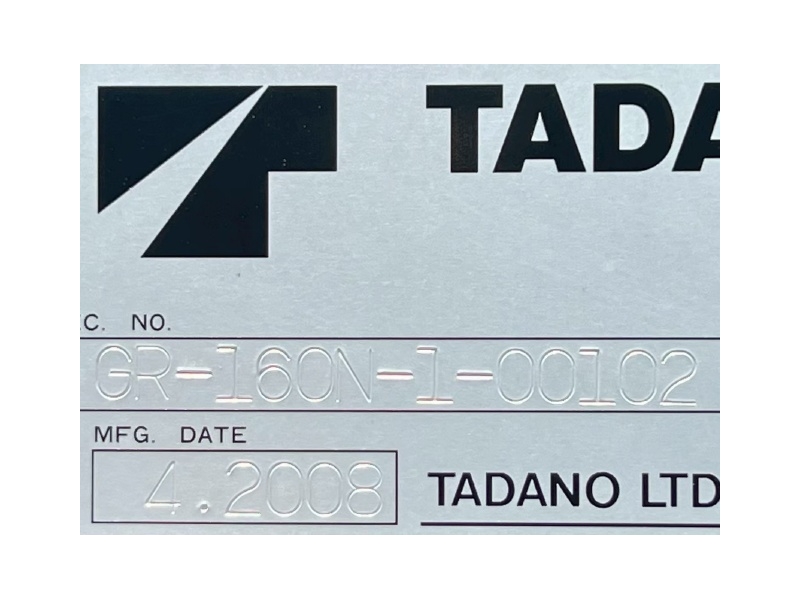 TADA
C. NO.
GR-160N-1-00102
MFG. DATE
4.2008
TADANO LTD